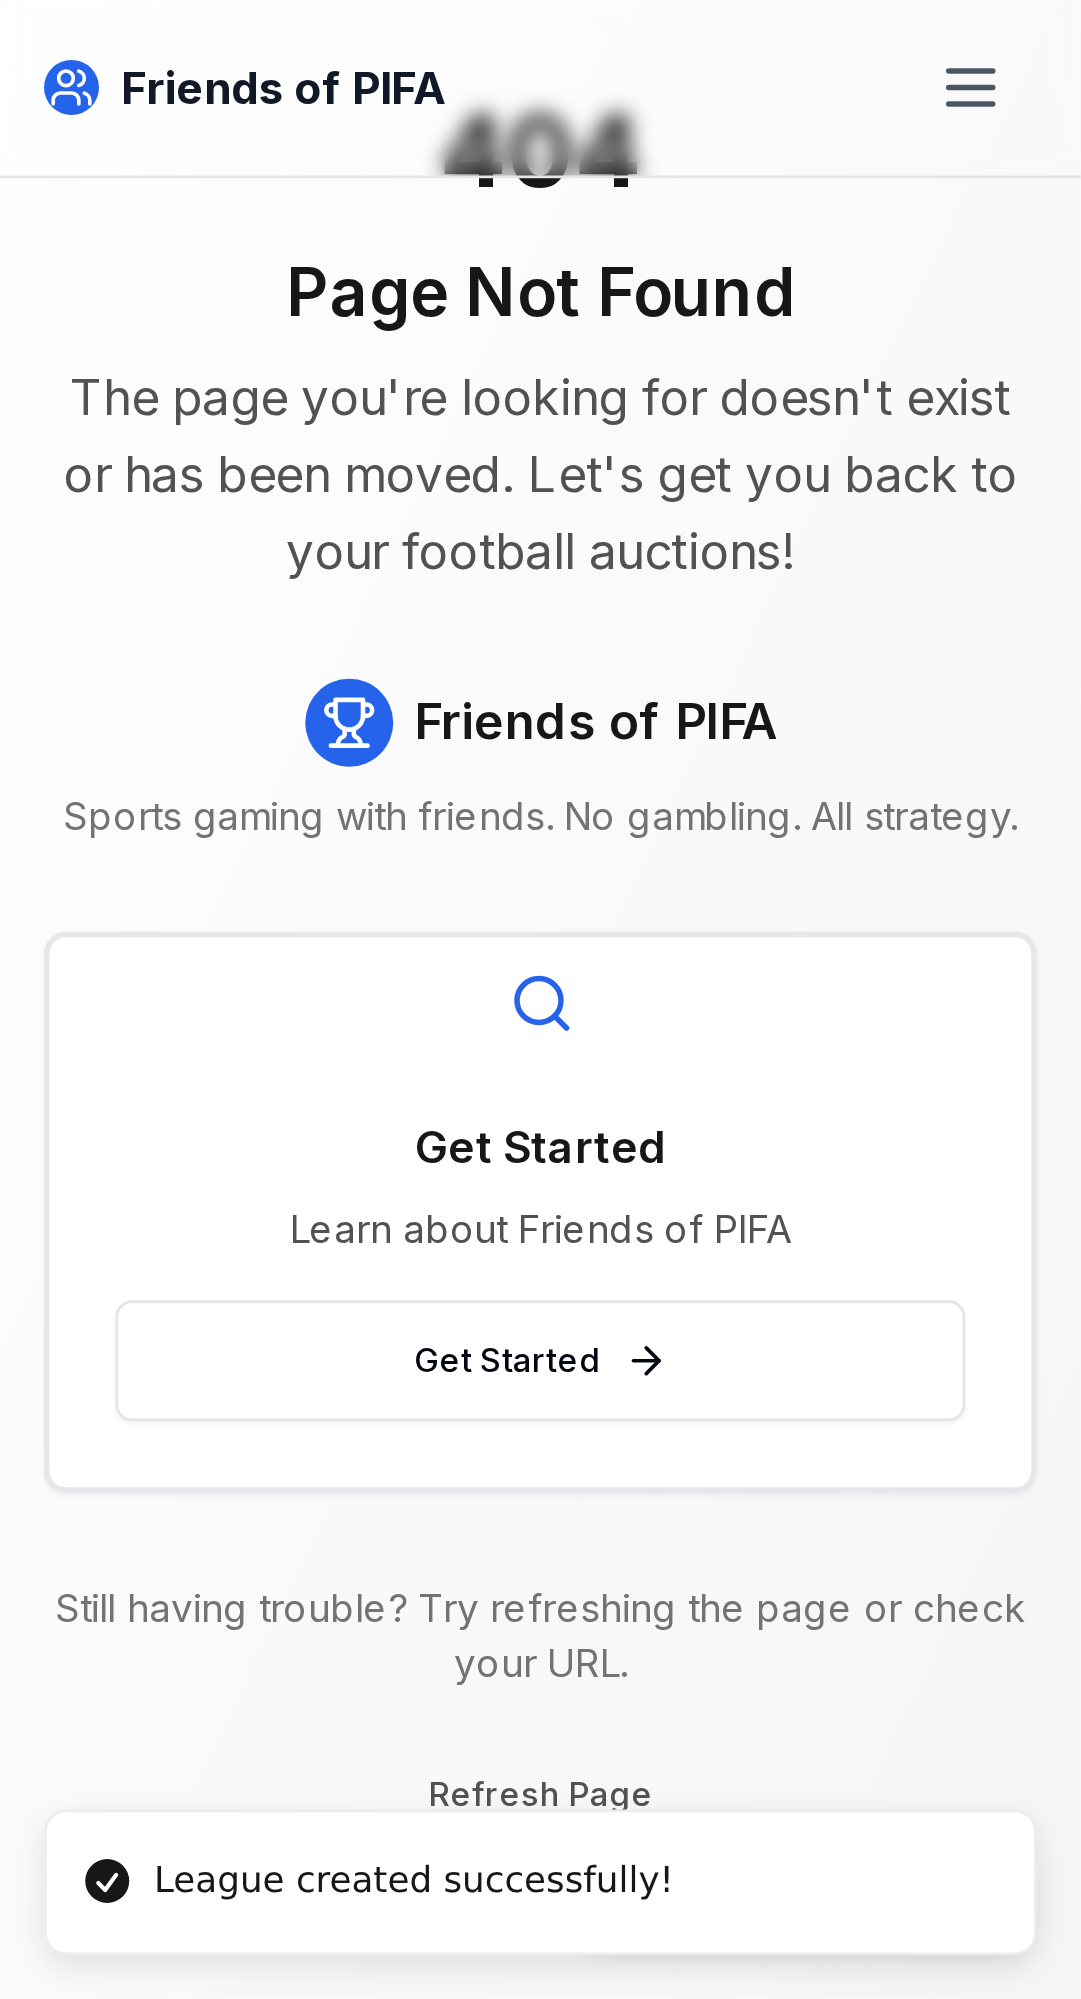 Friends of PIFA
404
Page Not Found
The page you're looking for doesn't exist
or has been moved. Let's get you back to
your football auctions!
Friends of PIFA
Sports gaming with friends. No gambling. All strategy.
Get Started
Learn about Friends of PIFA
Get Started
Still having trouble? Try refreshing the page or check
your URL.
Refresh Page
League created successfully!